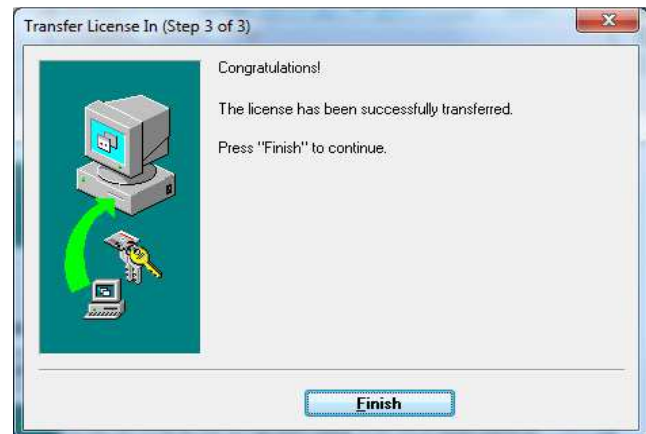 Transfer License In (Step 3 of 3)
Congratulations!
The license has been successfully transferred.
Press "Finish" to continue.
Finish